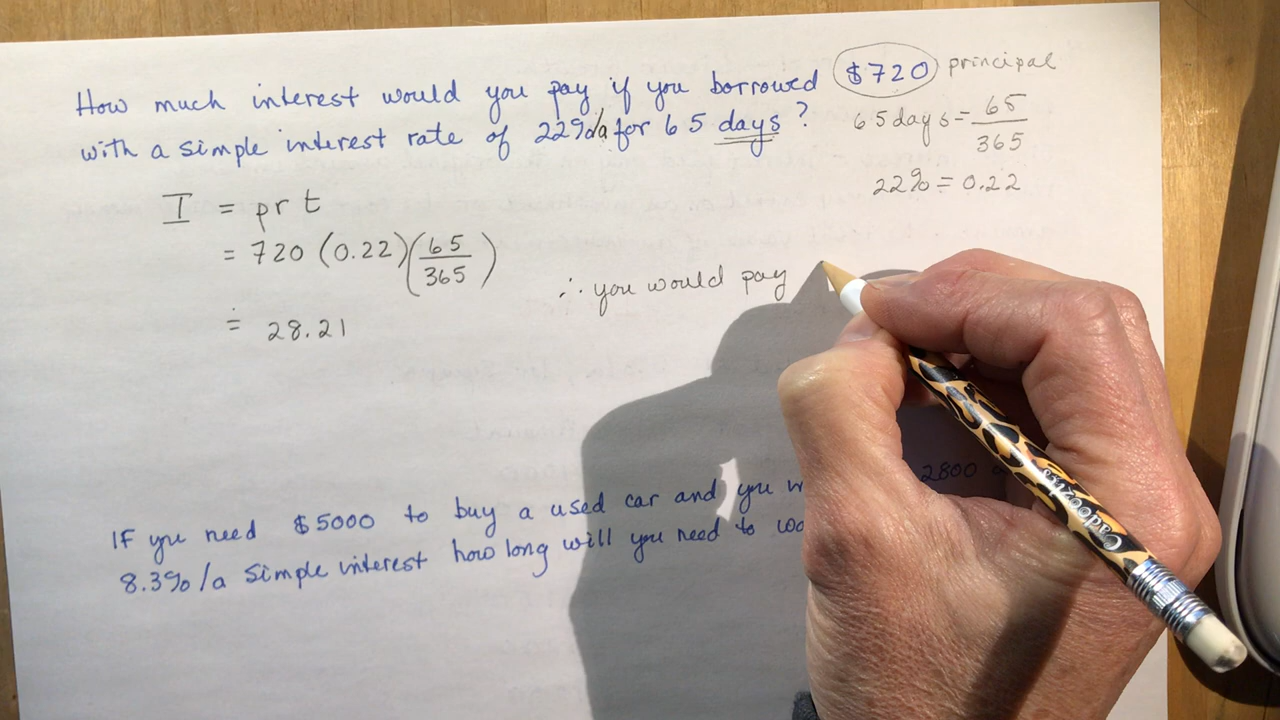 How much interest would you pay if you borrowed $720 principal
with a simple interest rate of 22%/a for 65 days?
65 days = 65/365
22% = 0.22
I = prt
= 720 (0.22)(65/365)
≐ 28.21
∴ you would pay
If you need $5000 to buy a used car and you 2800
8.3%/a simple interest how long will you need to
Cadoozles